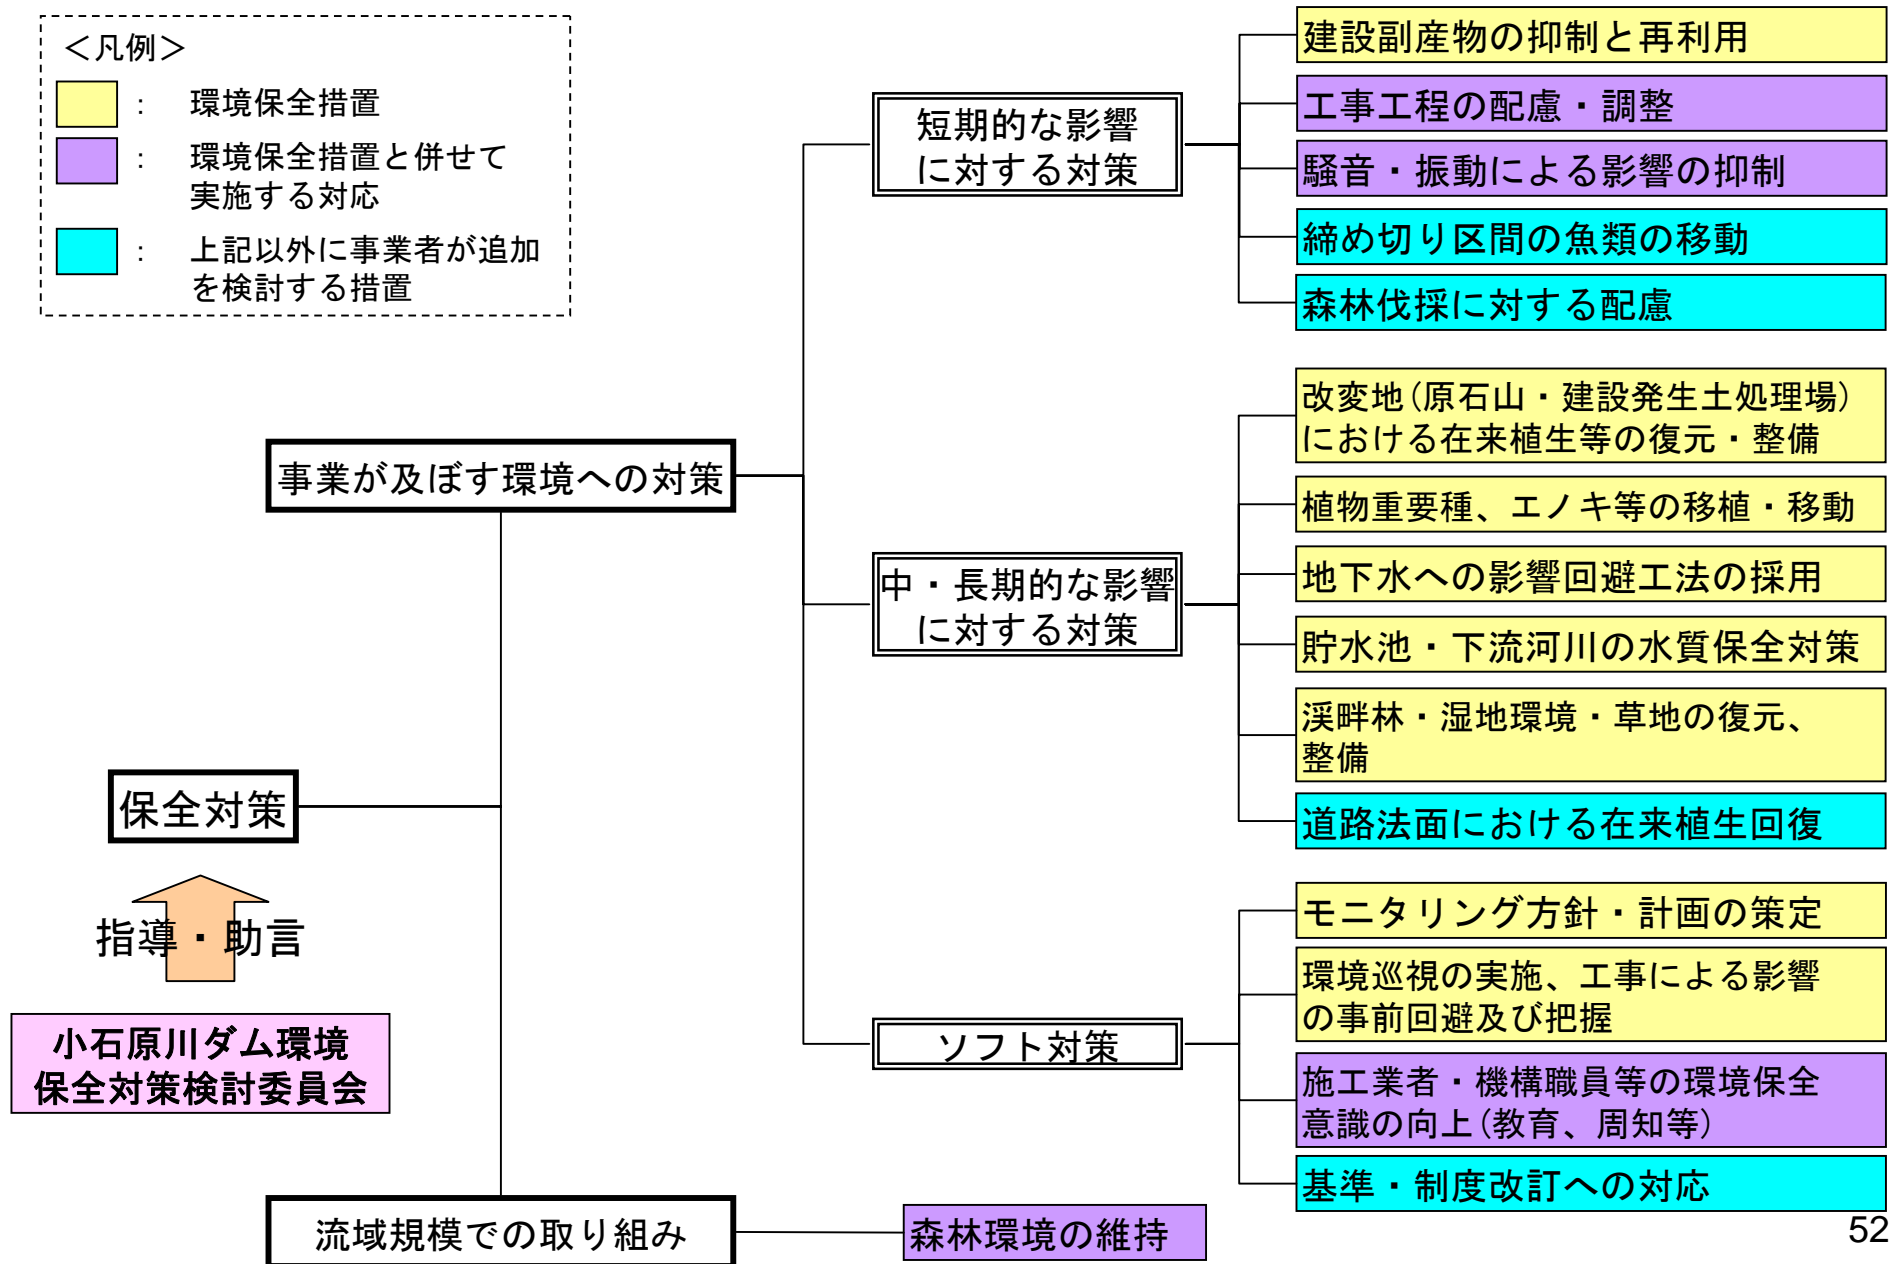 ＜凡例＞
： 環境保全措置
： 環境保全措置と併せて
実施する対応
： 上記以外に事業者が追加
を検討する措置
保全対策
指導・助言
小石原川ダム環境
保全対策検討委員会
事業が及ぼす環境への対策
短期的な影響
に対する対策
建設副産物の抑制と再利用
工事工程の配慮・調整
騒音・振動による影響の抑制
締め切り区間の魚類の移動
森林伐採に対する配慮
中・長期的な影響
に対する対策
改変地(原石山・建設発生土処理場)
における在来植生等の復元・整備
植物重要種、エノキ等の移植・移動
地下水への影響回避工法の採用
貯水池・下流河川の水質保全対策
渓畔林・湿地環境・草地の復元、
整備
道路法面における在来植生回復
ソフト対策
モニタリング方針・計画の策定
環境巡視の実施、工事による影響
の事前回避及び把握
施工業者・機構職員等の環境保全
意識の向上(教育、周知等)
基準・制度改訂への対応
流域規模での取り組み
森林環境の維持
52